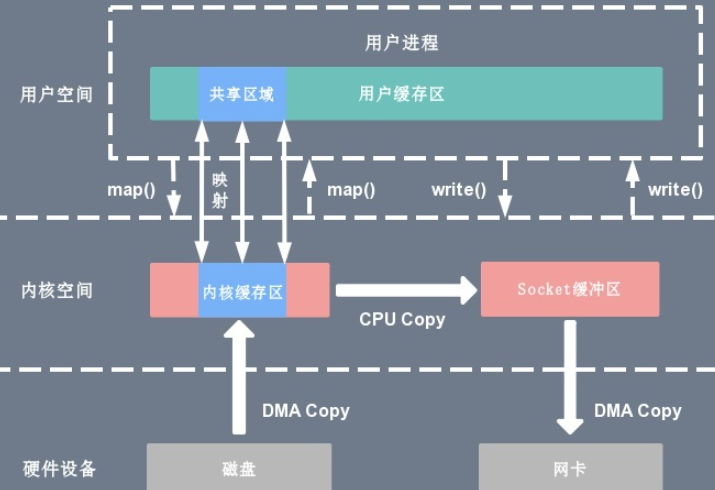 用户进程
用户空间
共享区域
用户缓存区
map()
映
射
map()
write()
write()
内核空间
内核缓存区
Socket缓冲区
CPU Copy
DMA Copy
DMA Copy
硬件设备
磁盘
网卡